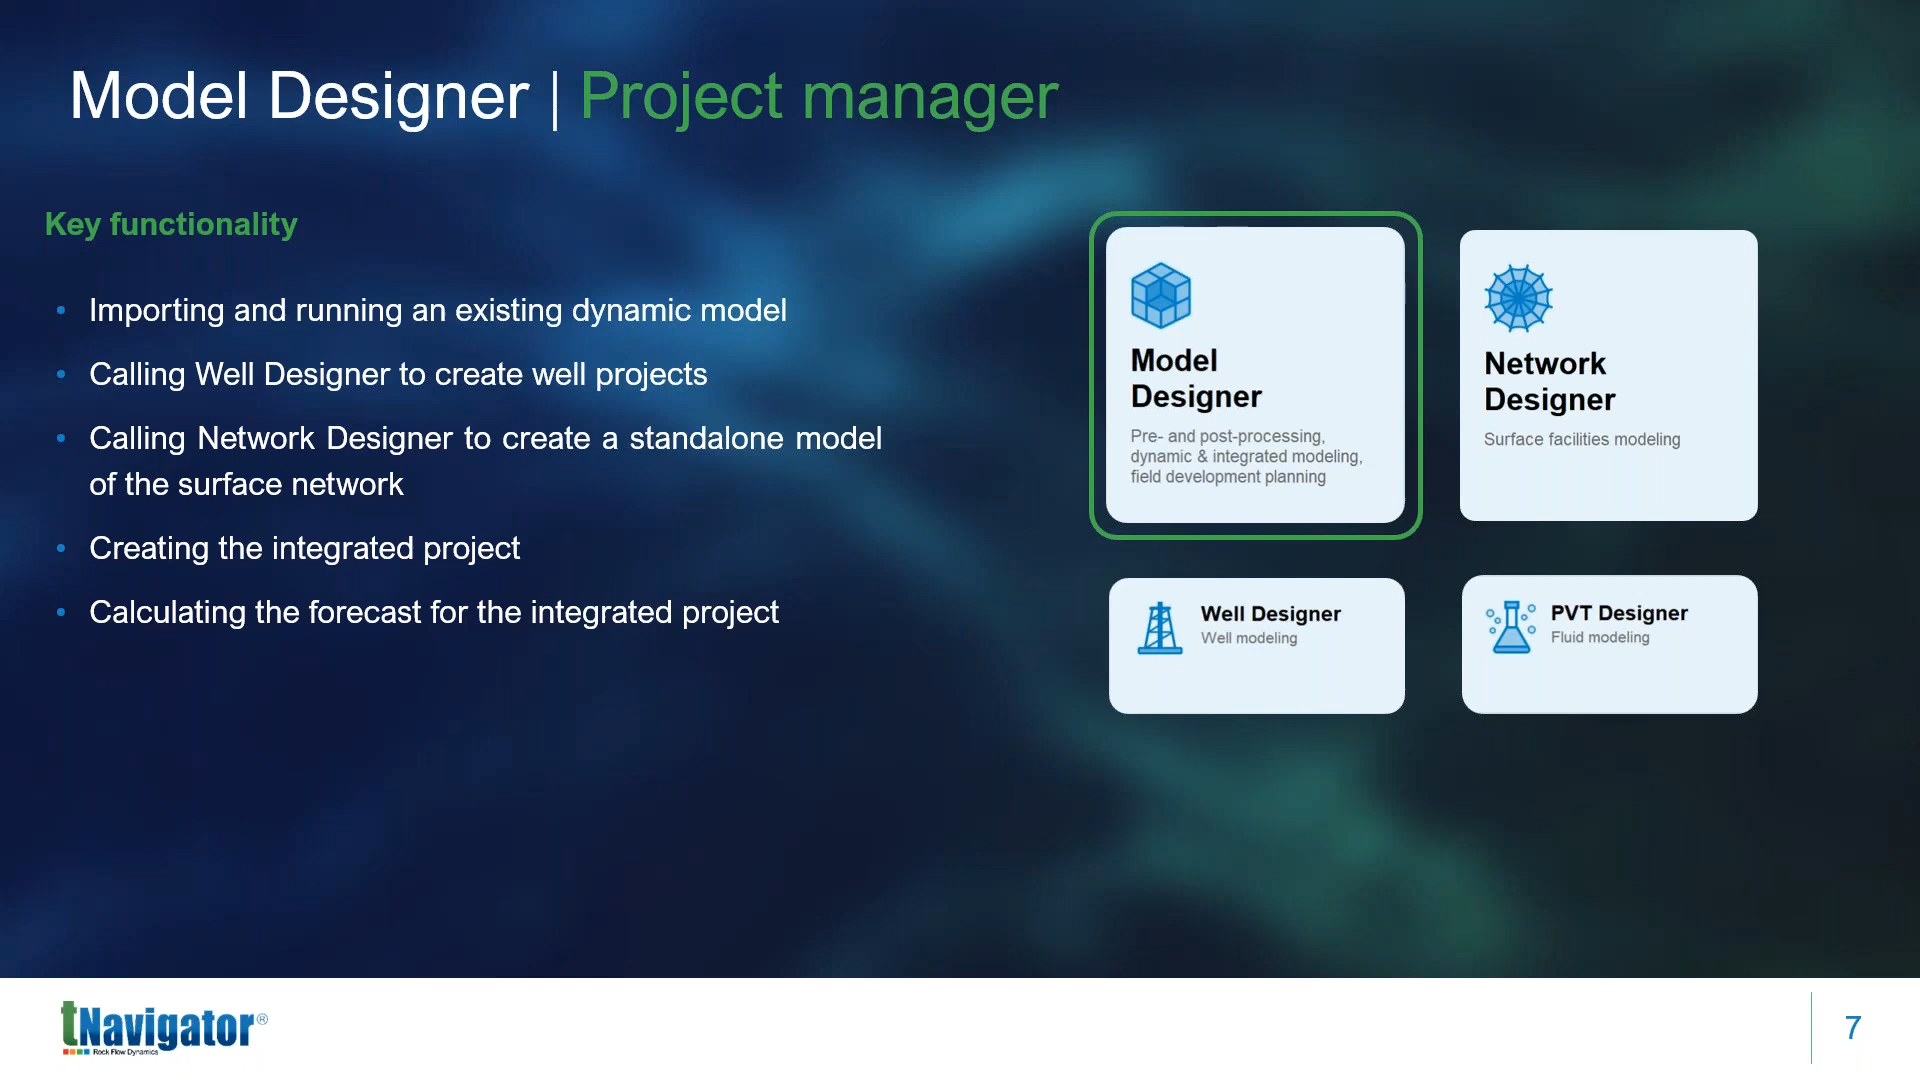 Model Designer | Project manager
Key functionality
• Importing and running an existing dynamic model
• Calling Well Designer to create well projects
• Calling Network Designer to create a standalone model
of the surface network
• Creating the integrated project
• Calculating the forecast for the integrated project
Model
Designer
Pre- and post-processing,
dynamic & integrated modeling,
field development planning
Network
Designer
Surface facilities modeling
Well Designer
Well modeling
PVT Designer
Fluid modeling
tNavigator®
Rock Flow Dynamics
7